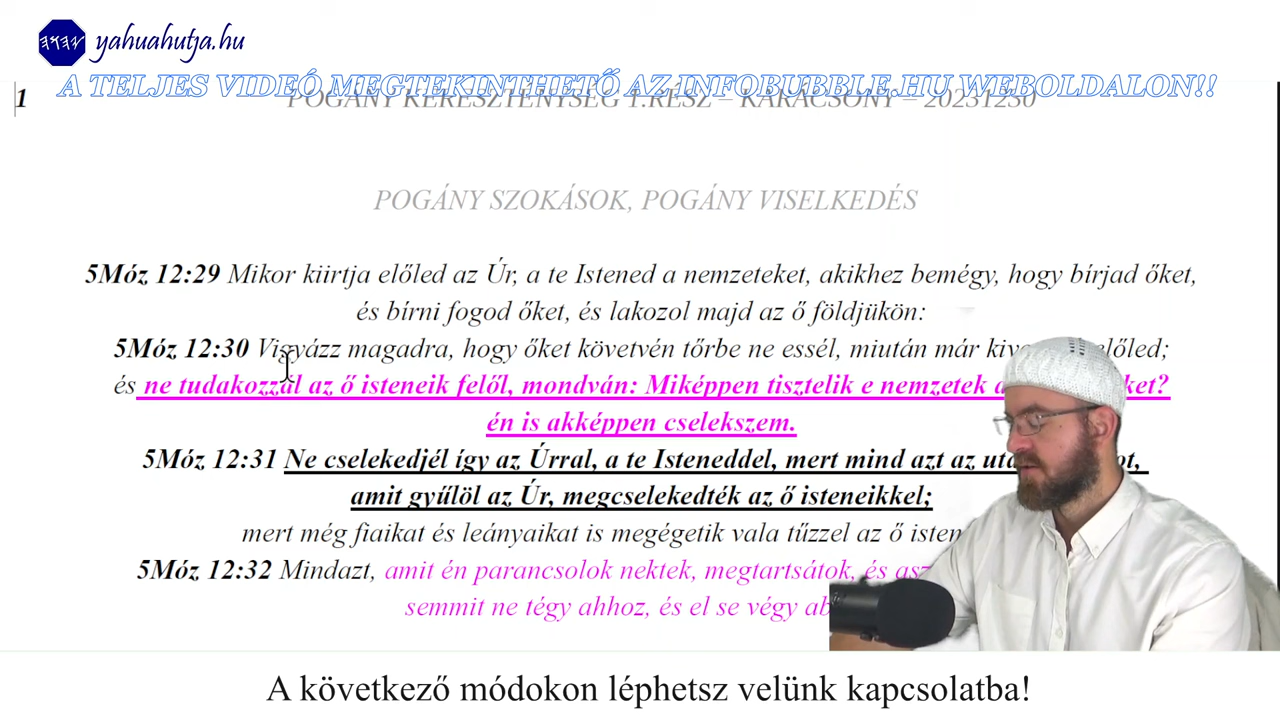 yahuahutja.hu
A TELJES VIDEÓ MEGTEKINTHETŐ AZ INFOBUBBLE.HU WEBOLDALON!!
1 POGÁNY KERESZTÉNYSÉG 1.RÉSZ – KARÁCSONY – 20231230
POGÁNY SZOKÁSOK, POGÁNY VISELKEDÉS
5Móz 12:29 Mikor kiirtja előled az Úr, a te Istened a nemzeteket, akikhez bemégy, hogy bírjad őket,
és bírni fogod őket, és lakozol majd az ő földjükön:
5Móz 12:30 Vigyázz magadra, hogy őket követvén tőrbe ne essél, miután már előled;
és ne tudakozzál az ő isteneik felől, mondván: Miképpen tisztelik e nemzetek
én is akképpen cselekszem.
5Móz 12:31 Ne cselekedjél így az Úrral, a te Isteneddel, mert mind azt az
amit gyűlöl az Úr, megcselekedték az ő isteneikkel;
mert még fiaikat és leányaikat is megégetik vala tűzzel az ő
5Móz 12:32 Mindazt, amit én parancsolok nektek, megtartsátok, és
semmit ne tégy ahhoz, és el se végy
A következő módokon léphetsz velünk kapcsolatba!